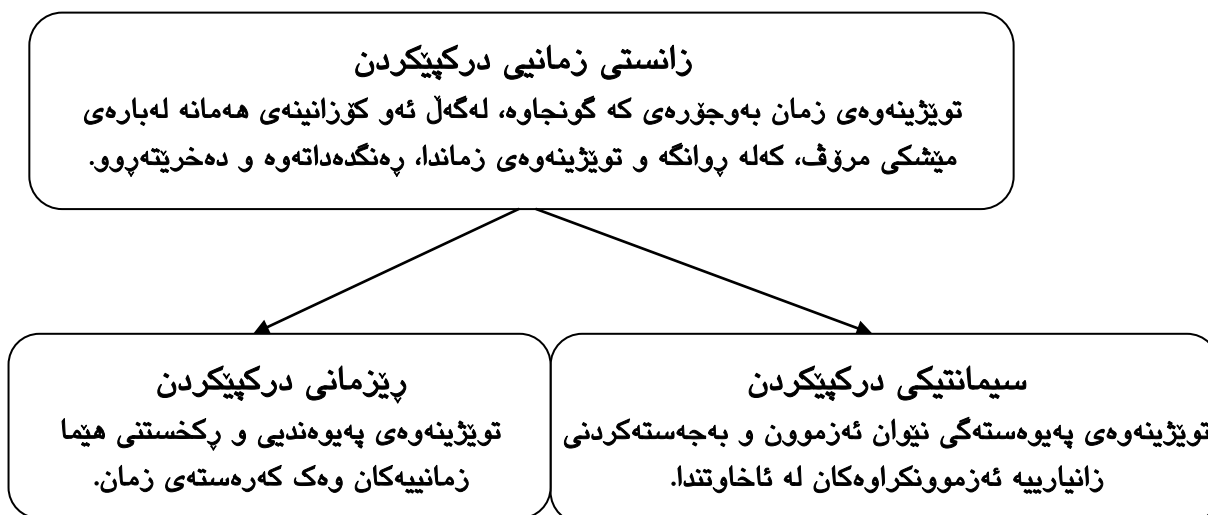 زانستی زمانیی درکپێکردن
توێژینەوەی زمان بەوجۆرەی کە گونجاوە، لەگەڵ ئەو کۆزانینەی هەمانە لەبارەی
مێشکی مرۆڤ، کەلە ڕوانگە و توێژینەوەی زماندا، ڕەنگدەداتەوە و دەخرێتەڕوو.
سیمانتیکی درکپێکردن
توێژینەوەی پەیوەستەگی نێوان ئەزموون و بەجەستەکردنی
زانیارییە ئەزموونکراوەکان لە ئاخاوتندا.
ڕێزمانی درکپێکردن
توێژینەوەی پەیوەندیی و ڕکخستنی هێما
زمانییەکان وەک کەرەستەی زمان.